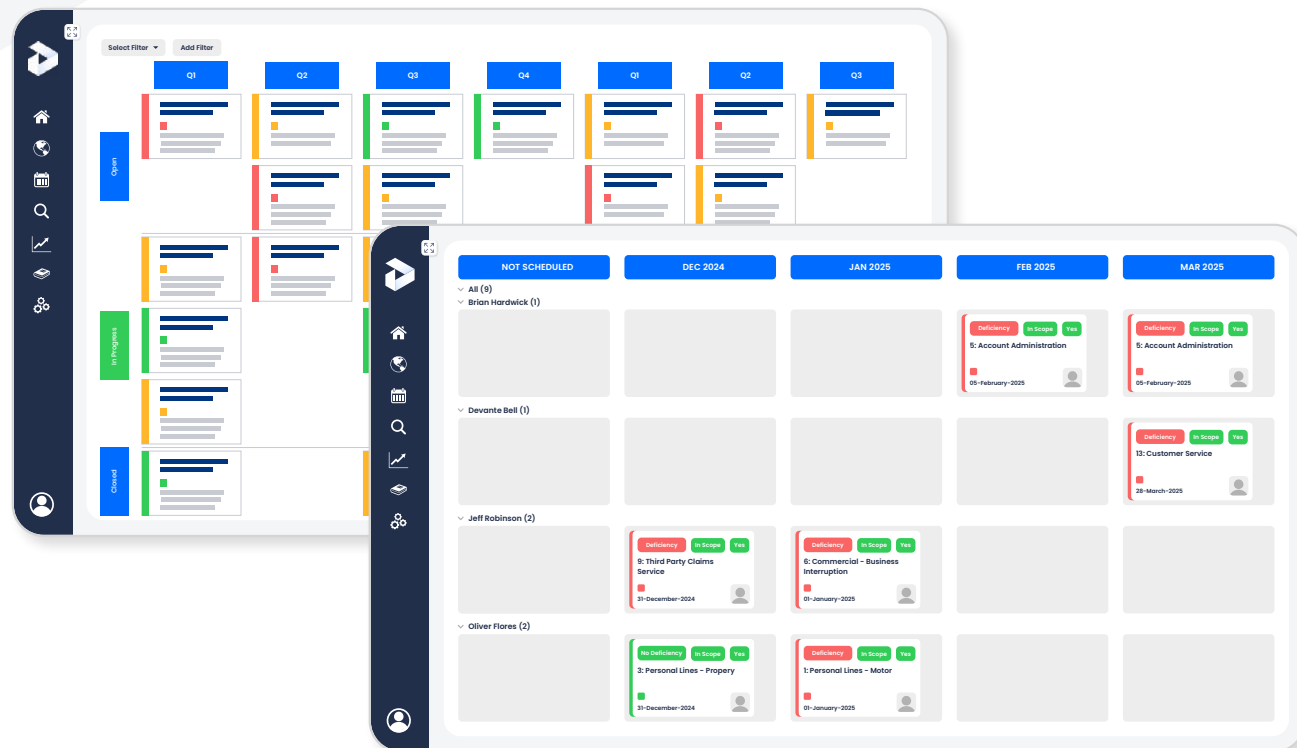 Select Filter
Add Filter
Q1
Q2
Q3
Q4
Q1
Q2
Q3
Open
In Progress
Closed
NOT SCHEDULED
DEC 2024
JAN 2025
FEB 2025
MAR 2025
All (9)
Brian Hardwick (1)
Deficiency
In Scope
Yes
5: Account Administration
05-February-2025
Deficiency
In Scope
Yes
5: Account Administration
05-February-2025
Devante Bell (1)
Deficiency
In Scope
Yes
13: Customer Service
28-March-2025
Jeff Robinson (2)
Deficiency
In Scope
Yes
9: Third Party Claims
Service
31-December-2024
Deficiency
In Scope
Yes
6: Commercial - Business
Interruption
01-January-2025
Oliver Flores (2)
No Deficiency
In Scope
Yes
3: Personal Lines - Propery
31-December-2024
Deficiency
In Scope
Yes
1: Personal Lines - Motor
01-January-2025